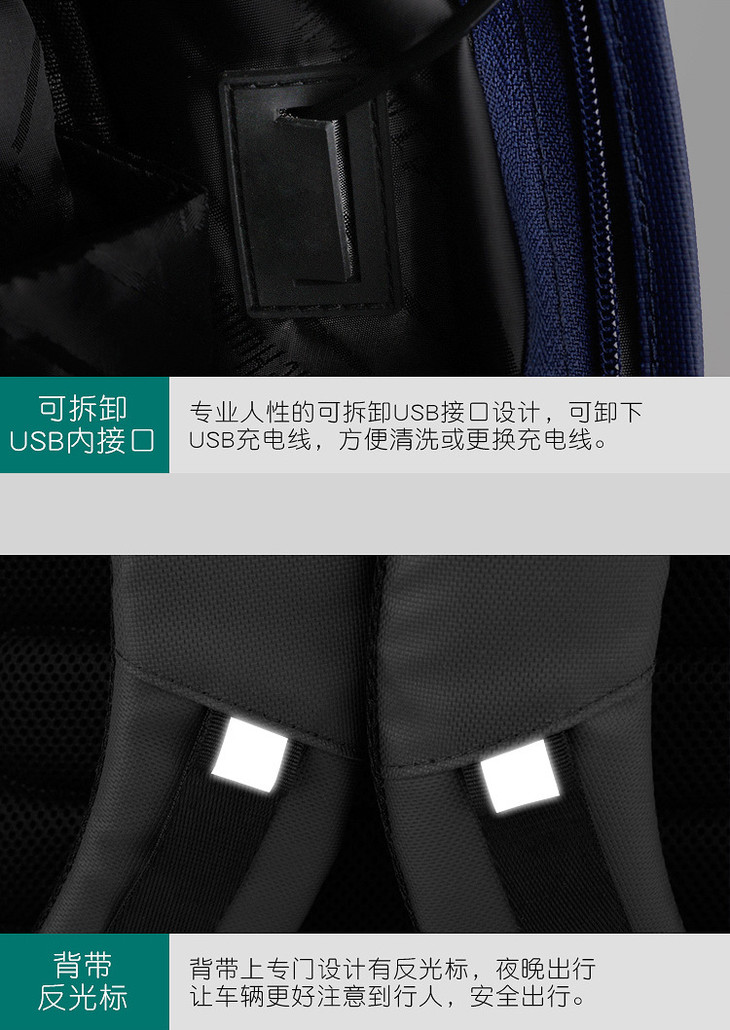 可拆卸
USB内接口
专业人性的可拆卸USB接口设计，可卸下
USB充电线，方便清洗或更换充电线。
背带
反光标
背带上专门设计有反光标，夜晚出行
让车辆更好注意到行人，安全出行。